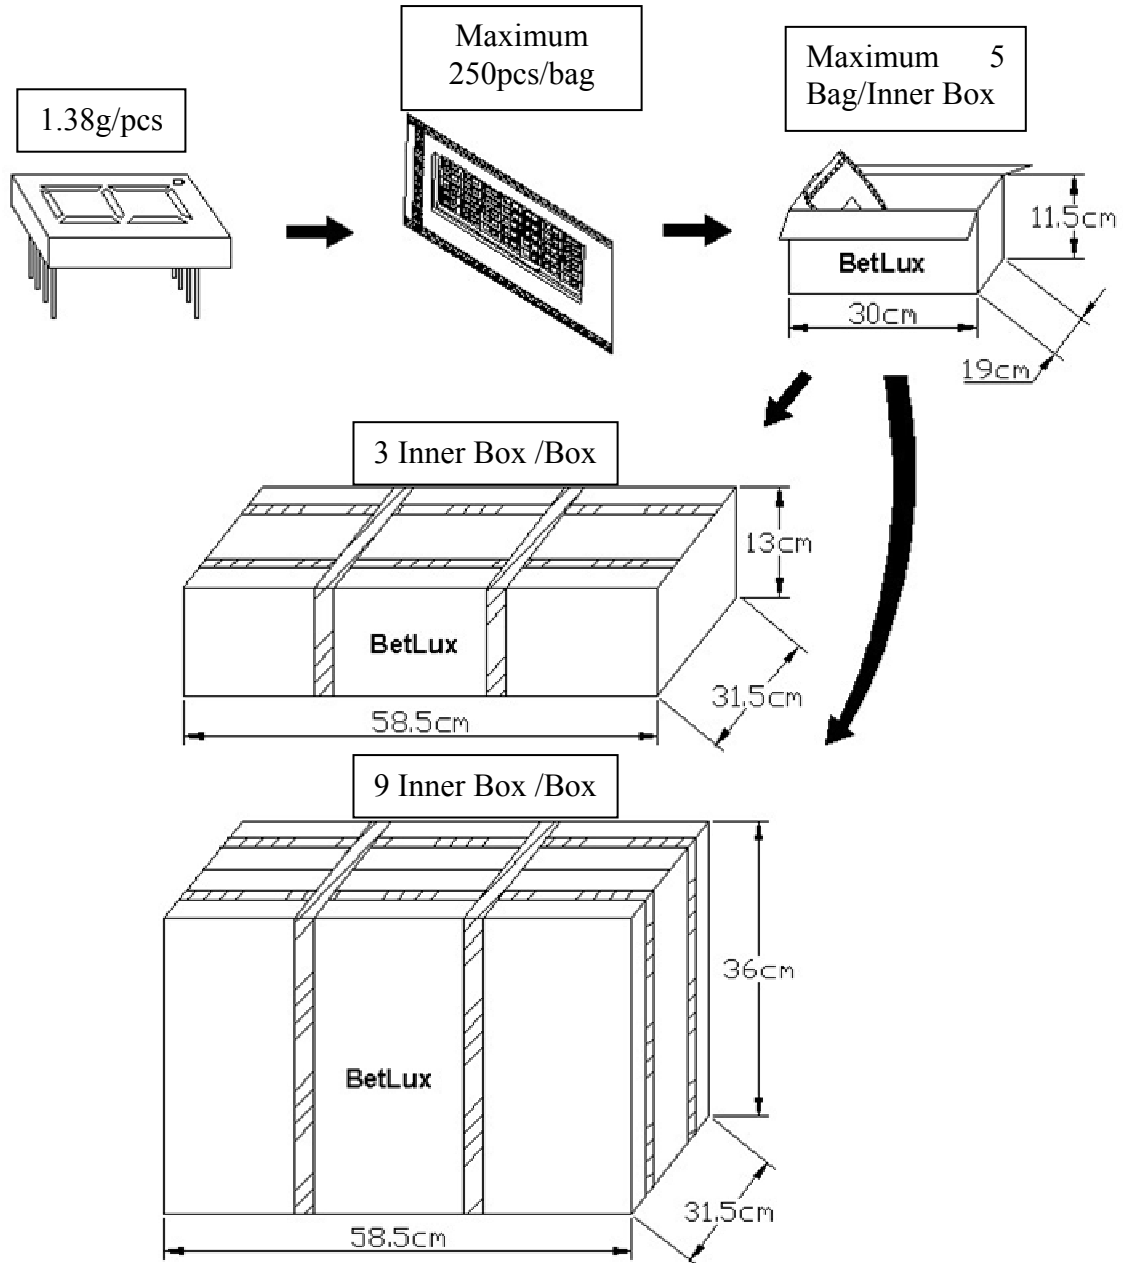 1.38g/pcs
Maximum
250pcs/bag
Maximum 5
Bag/Inner Box
BetLux
11.5cm
30cm
19cm
3 Inner Box /Box
BetLux
13cm
31.5cm
58.5cm
9 Inner Box /Box
BetLux
36cm
31.5cm
58.5cm